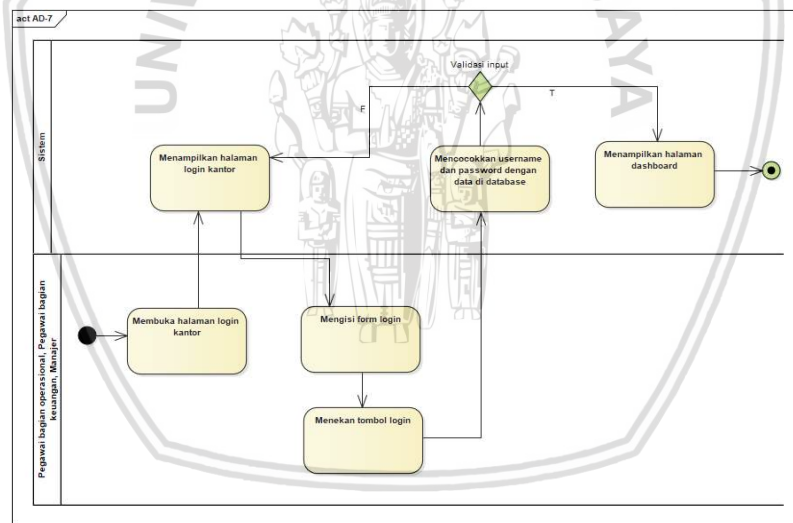 act AD-7
UNIV
AYA
Sistem
Validasi input
F
T
Menampilkan halaman
login kantor
Mencocokkan username
dan password dengan
data di database
Menampilkan halaman
dashboard
Pegawai bagian operasional, Pegawai bagian
keuangan, Manajer
Membuka halaman login
kantor
Mengisi form login
Menekan tombol login